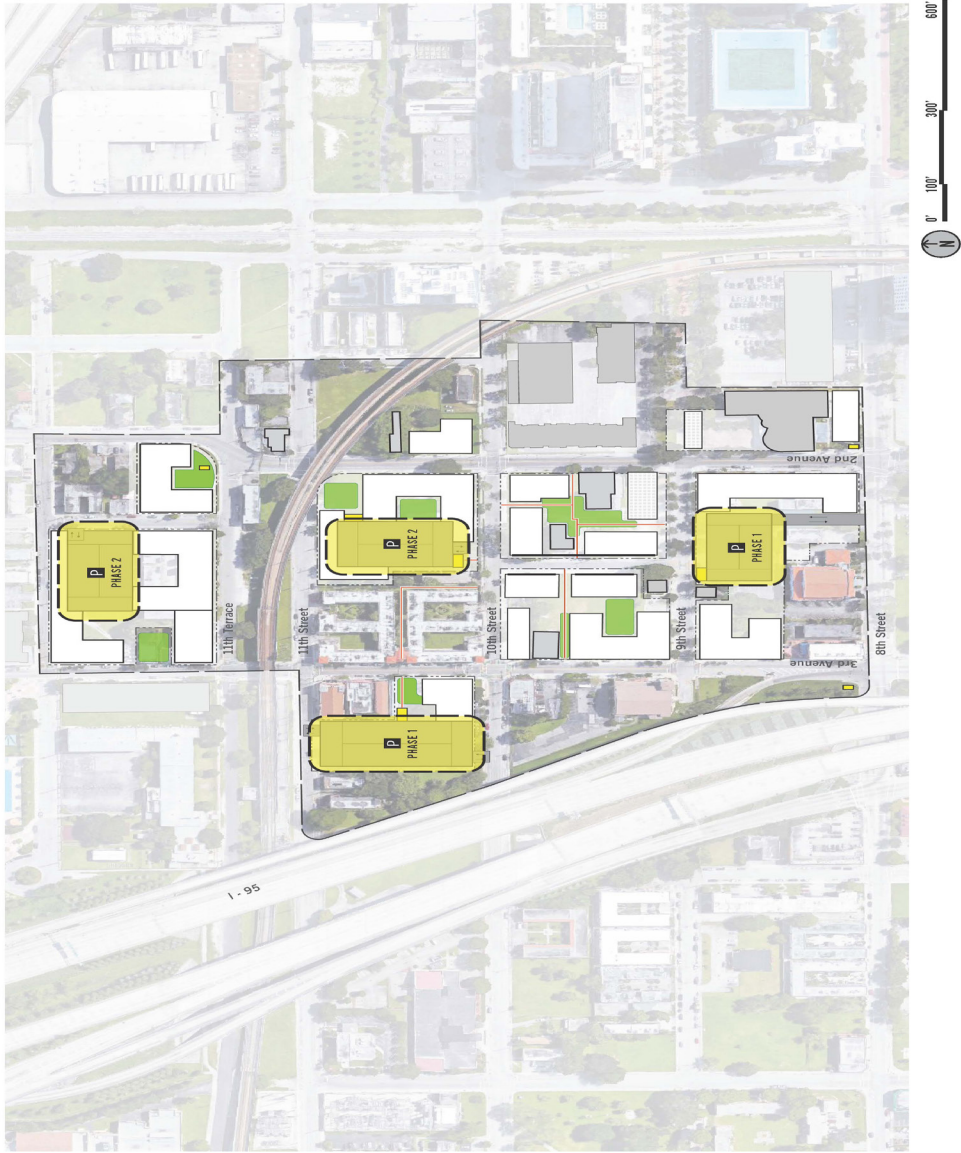 P
PHASE 2
11th Terrace
P
PHASE 2
11th Street
P
PHASE 1
10th Street
P
PHASE 1
9th Street
2nd Avenue
3rd Avenue
8th Street
I - 95
N
0'
100'
300'
600'